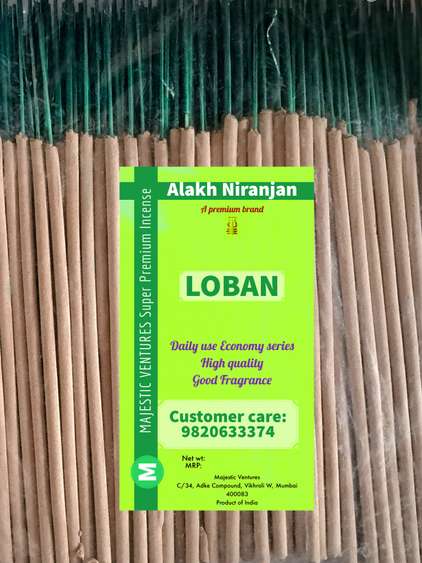 Alakh Niranjan
A premium brand
MAJESTIC VENTURES Super Premium Incense
LOBAN
Daily use Economy series
High quality
Good Fragrance
Customer care:
9820633374
M
Net wt:
MRP:
Majestic Ventures
C/34, Adke Compound, Vikhroli W, Mumbai
400083
Product of India